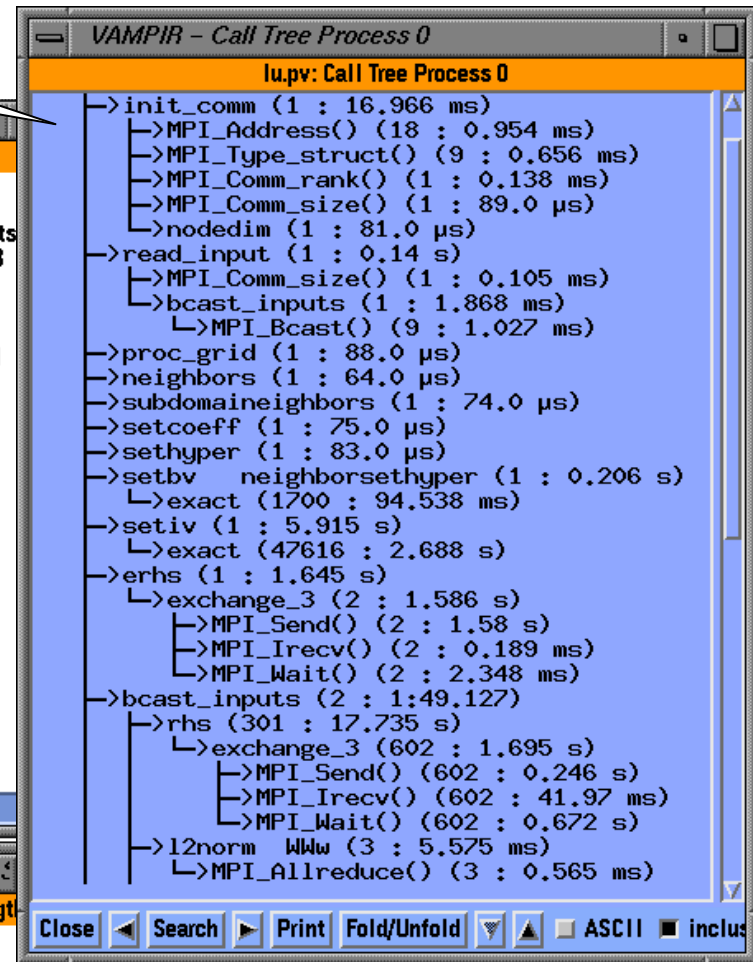 VAMPIR – Call Tree Process 0
lu.pv: Call Tree Process 0
->init_comm (1 : 16.966 ms)
->MPI_Address() (18 : 0.954 ms)
->MPI_Type_struct() (9 : 0.656 ms)
->MPI_Comm_rank() (1 : 0.138 ms)
->MPI_Comm_size() (1 : 89.0 µs)
->nodedim (1 : 81.0 µs)
->read_input (1 : 0.14 s)
->MPI_Comm_size() (1 : 0.105 ms)
->bcast_inputs (1 : 1.868 ms)
->MPI_Bcast() (9 : 1.027 ms)
->proc_grid (1 : 88.0 µs)
->neighbors (1 : 64.0 µs)
->subdomaineighbors (1 : 74.0 µs)
->setcoeff (1 : 75.0 µs)
->sethyper (1 : 83.0 µs)
->setbv neighborsethyper (1 : 0.206 s)
->exact (1700 : 94.538 ms)
->setiv (1 : 5.915 s)
->exact (47616 : 2.688 s)
->erhs (1 : 1.645 s)
->exchange_3 (2 : 1.586 s)
->MPI_Send() (2 : 1.58 s)
->MPI_Irecv() (2 : 0.189 ms)
->MPI_Wait() (2 : 2.348 ms)
->bcast_inputs (2 : 1:49.127)
->rhs (301 : 17.735 s)
->exchange_3 (602 : 1.695 s)
->MPI_Send() (602 : 0.246 s)
->MPI_Irecv() (602 : 41.97 ms)
->MPI_Wait() (602 : 0.672 s)
->l2norm WWw (3 : 5.575 ms)
->MPI_Allreduce() (3 : 0.565 ms)
Close Search Print Fold/Unfold ASCII inclus